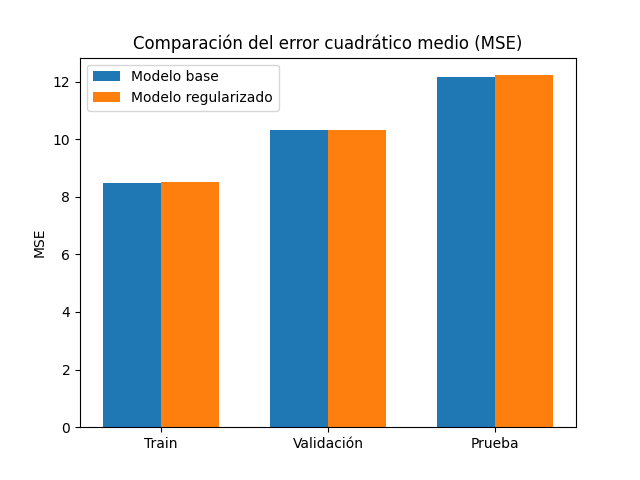 Comparación del error cuadrático medio (MSE)
Modelo base
Modelo regularizado
MSE
12
10
8
6
4
2
0
Train
Validación
Prueba